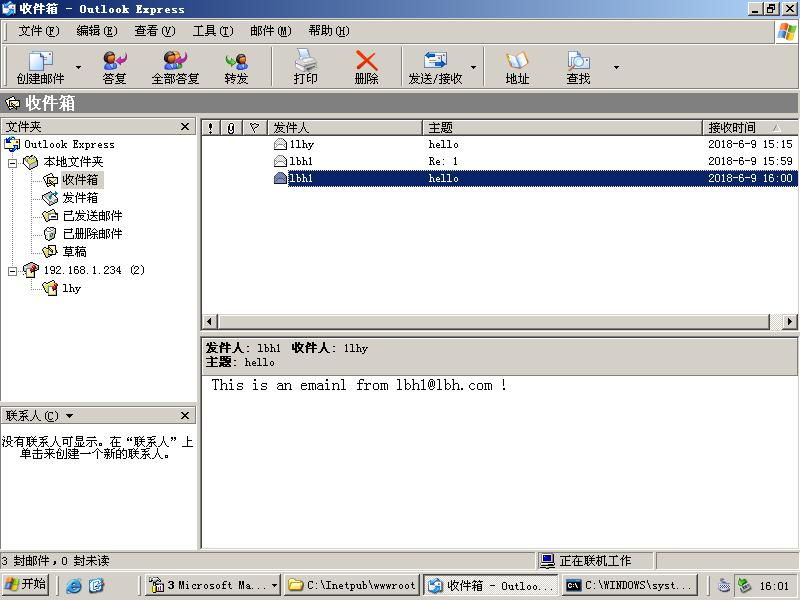 收件箱 - Outlook Express
文件(F) 编辑(E) 查看(V) 工具(T) 邮件(M) 帮助(H)
创建邮件 答复 全部答复 转发 打印 删除 发送/接收 地址 查找
收件箱
文件夹
Outlook Express
本地文件夹
收件箱
发件箱
已发送邮件
已删除邮件
草稿
192.168.1.234 (2)
lhy
! 发件人 主题 接收时间
1lhy hello 2018-6-9 15:15
lbh1 Re: 1 2018-6-9 15:59
lbh1 hello 2018-6-9 16:00
发件人: lbh1 收件人: 1lhy
主题: hello
This is an emainl from lbh1@lbh.com !
联系人(C)
没有联系人可显示。在“联系人”上
单击来创建一个新的联系人。
3 封邮件，0 封未读 正在联机工作
开始 3 Microsoft Ma... C:\Inetpub\wwwroot 收件箱 - Outloo... C:\WINDOWS\syst... 16:01